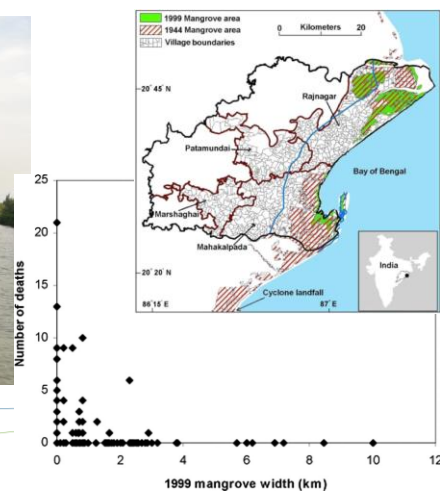 1999 Mangrove area
1944 Mangrove area
Village boundaries
0 10 20
Kilometers
20°45'
Rajnagar
Patamundai
Bay of Bengal
Marshaghai
Mahakalpada
India
20°20'
86°15'
87°E
Cyclone landfall
25
20
15
10
5
0
Number of deaths
0 2 4 6 8 10 12
1999 mangrove width (km)